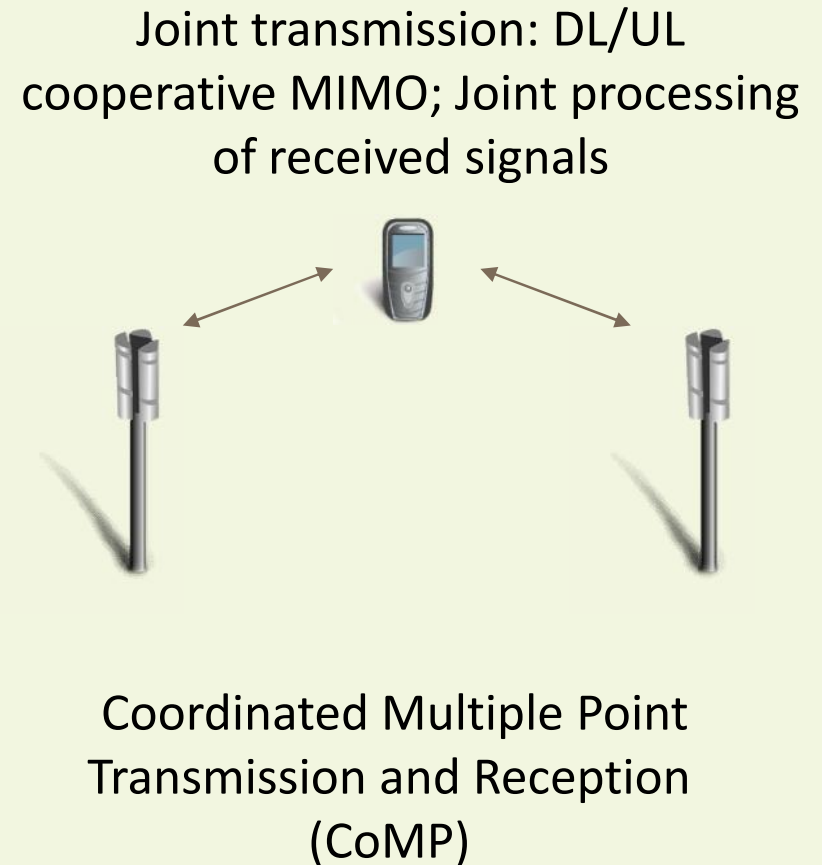 Joint transmission: DL/UL
cooperative MIMO; Joint processing
of received signals
Coordinated Multiple Point
Transmission and Reception
(CoMP)